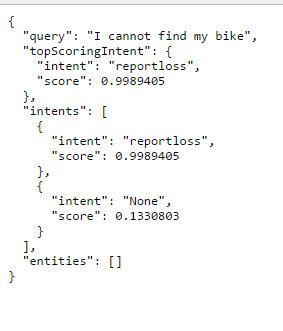 {
  "query": "I cannot find my bike",
  "topScoringIntent": {
    "intent": "reportloss",
    "score": 0.9989405
  },
  "intents": [
    {
      "intent": "reportloss",
      "score": 0.9989405
    },
    {
      "intent": "None",
      "score": 0.1330803
    }
  ],
  "entities": []
}